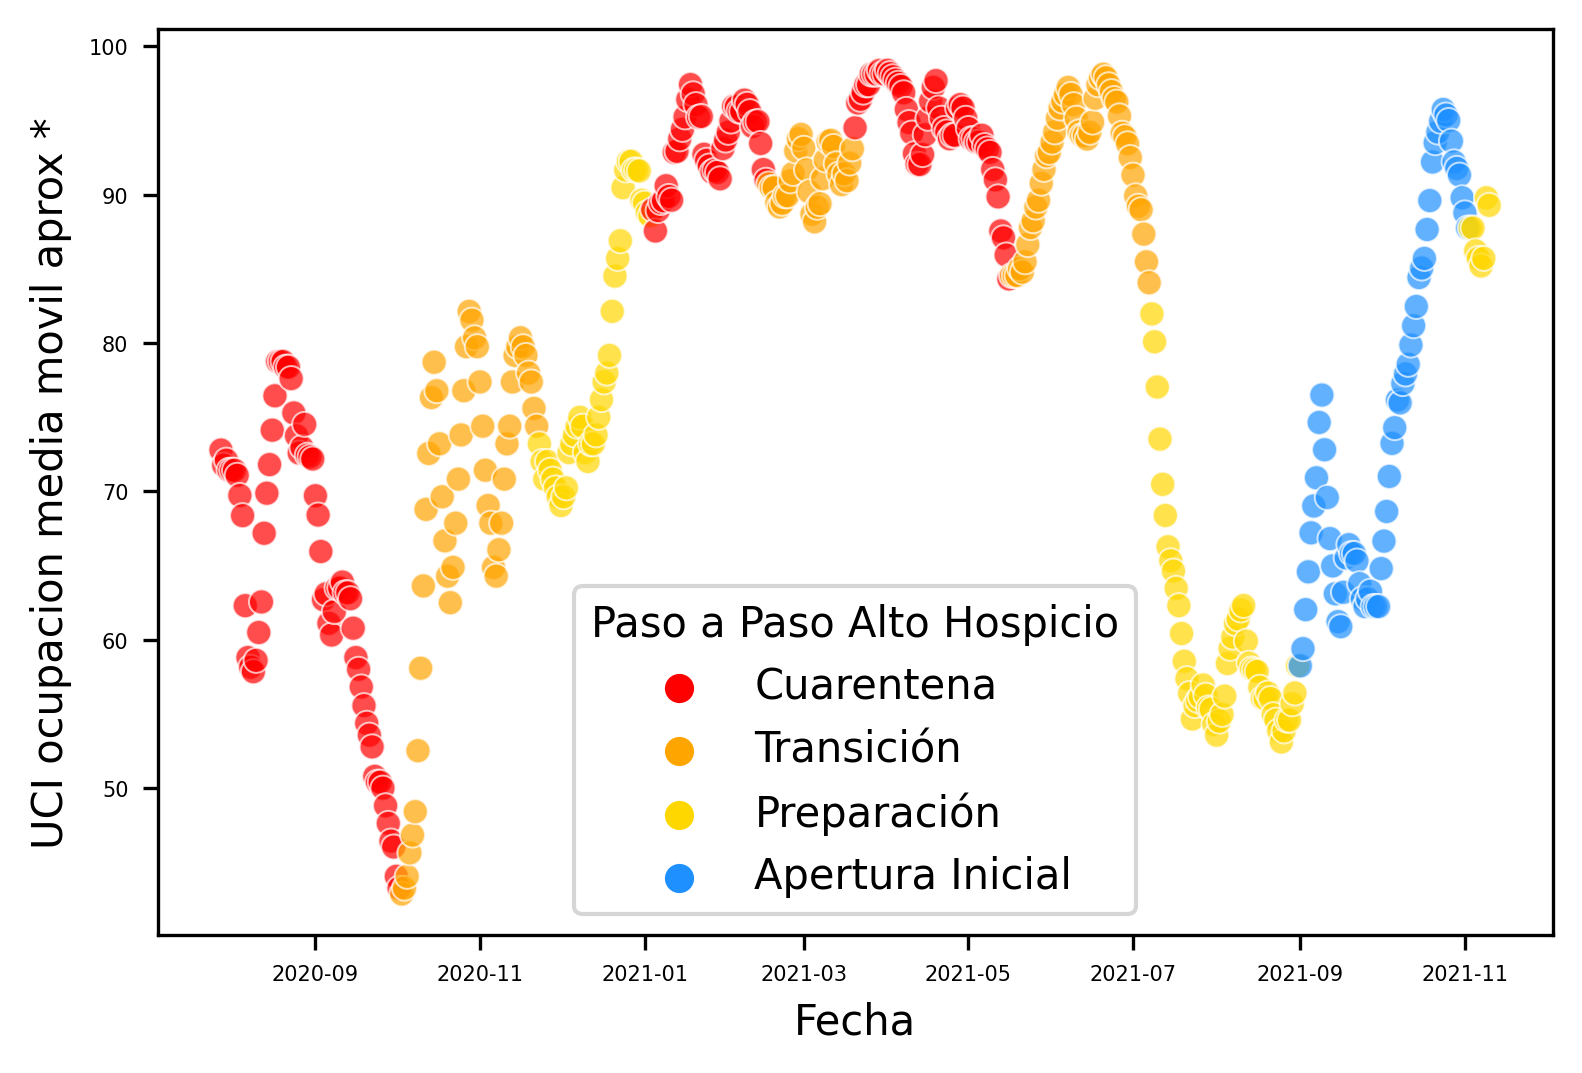 100
90
80
70
60
50
UCI ocupacion media movil aprox *
Paso a Paso Alto Hospicio
Cuarentena
Transición
Preparación
Apertura Inicial
2020-09 2020-11 2021-01 2021-03 2021-05 2021-07 2021-09 2021-11
Fecha